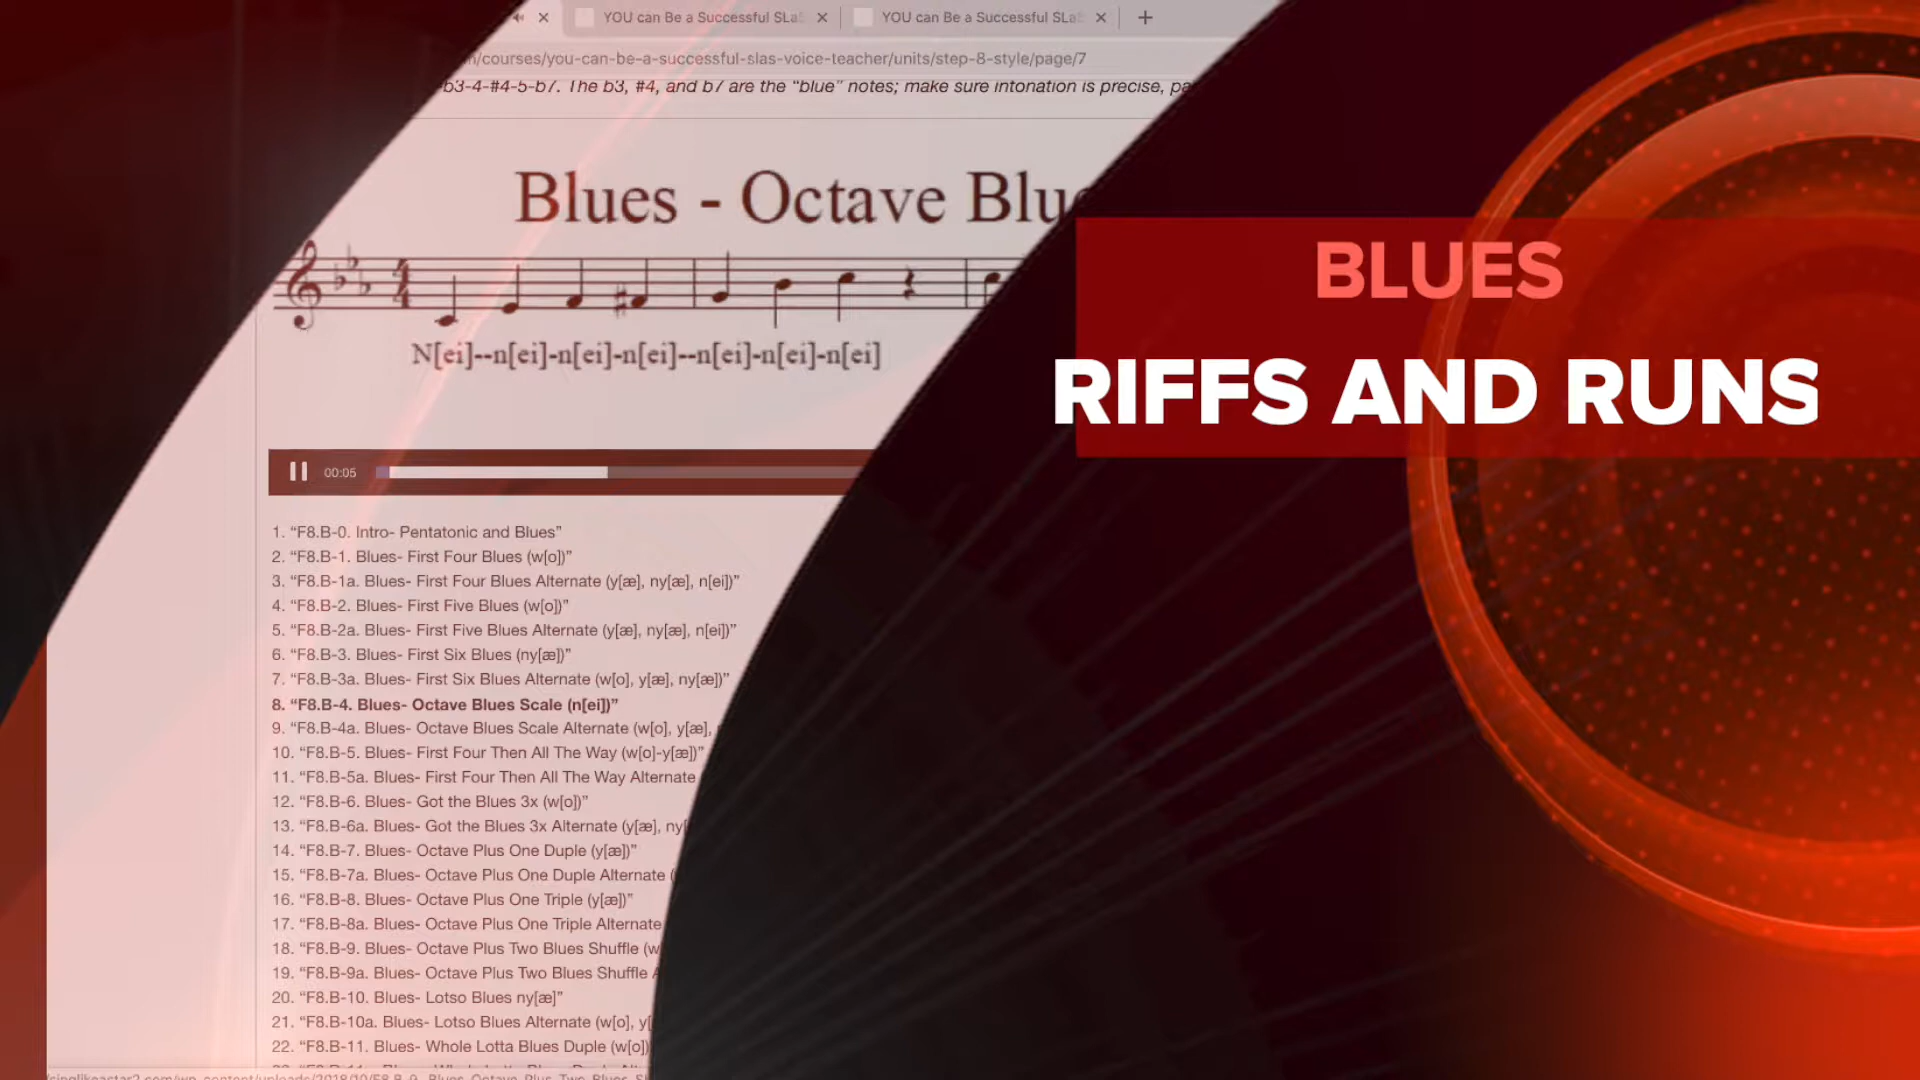 YOU can Be a Successful SLaS
YOU can Be a Successful SLaS
/courses/you-can-be-a-successful-slas-voice-teacher/units/step-8-style/page/7
b3-4-#4-5-b7. The b3, #4, and b7 are the “blue” notes; make sure intonation is precise, pa
Blues - Octave Blu
BLUES
RIFFS AND RUNS
N[ei]--n[ei]-n[ei]-n[ei]--n[ei]-n[ei]-n[ei]
00:05
1. “F8.B-0. Intro- Pentatonic and Blues”
2. “F8.B-1. Blues- First Four Blues (w[o])”
3. “F8.B-1a. Blues- First Four Blues Alternate (y[æ], ny[æ], n[ei])”
4. “F8.B-2. Blues- First Five Blues (w[o])”
5. “F8.B-2a. Blues- First Five Blues Alternate (y[æ], ny[æ], n[ei])”
6. “F8.B-3. Blues- First Six Blues (ny[æ])”
7. “F8.B-3a. Blues- First Six Blues Alternate (w[o], y[æ], ny[æ])”
8. “F8.B-4. Blues- Octave Blues Scale (n[ei])”
9. “F8.B-4a. Blues- Octave Blues Scale Alternate (w[o], y[æ],
10. “F8.B-5. Blues- First Four Then All The Way (w[o]-y[æ])”
11. “F8.B-5a. Blues- First Four Then All The Way Alternate
12. “F8.B-6. Blues- Got the Blues 3x (w[o])”
13. “F8.B-6a. Blues- Got the Blues 3x Alternate (y[æ], ny[
14. “F8.B-7. Blues- Octave Plus One Duple (y[æ])”
15. “F8.B-7a. Blues- Octave Plus One Duple Alternate (
16. “F8.B-8. Blues- Octave Plus One Triple (y[æ])”
17. “F8.B-8a. Blues- Octave Plus One Triple Alternate
18. “F8.B-9. Blues- Octave Plus Two Blues Shuffle (w
19. “F8.B-9a. Blues- Octave Plus Two Blues Shuffle A
20. “F8.B-10. Blues- Lotso Blues ny[æ]”
21. “F8.B-10a. Blues- Lotso Blues Alternate (w[o], y[
22. “F8.B-11. Blues- Whole Lotta Blues Duple (w[o])